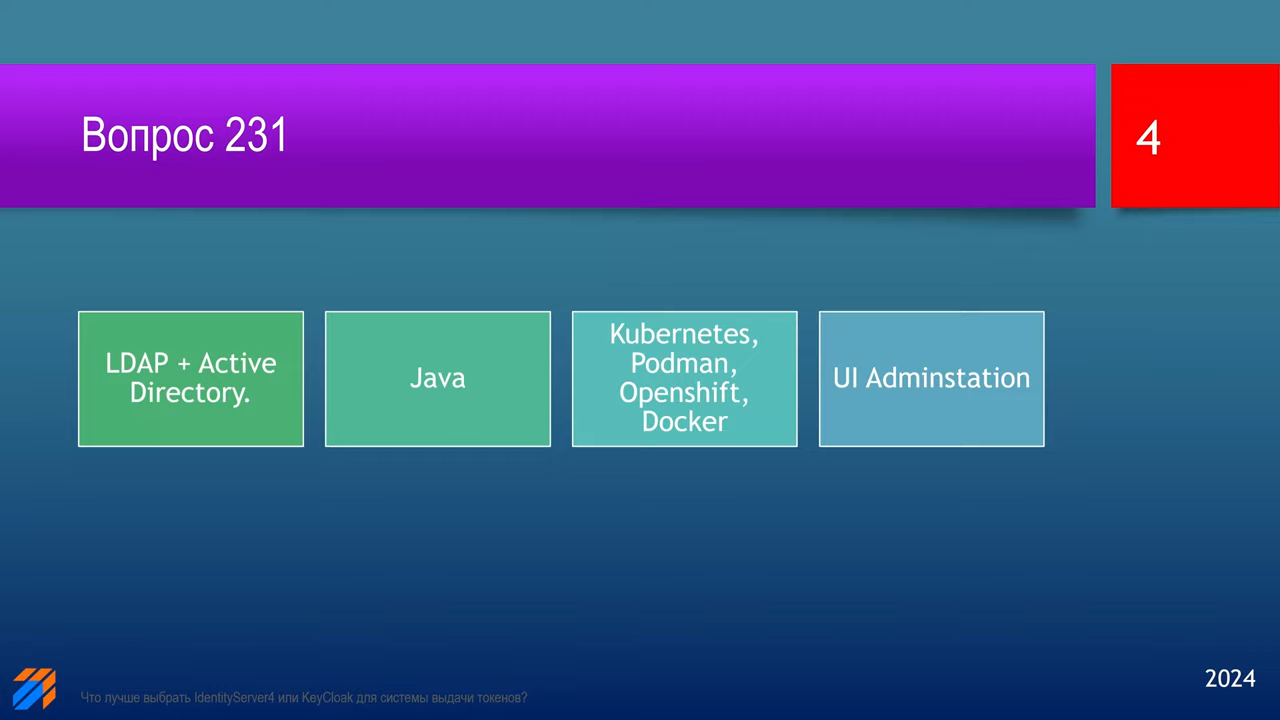 Вопрос 231
4
LDAP + Active
Directory.
Java
Kubernetes,
Podman,
Openshift,
Docker
UI Adminstation
Что лучше выбрать IdentityServer4 или KeyCloak для системы выдачи токенов?
2024